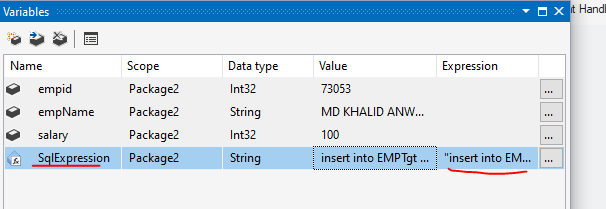 Variables
nt Handl
Name Scope Data type Value Expression
empid Package2 Int32 73053 ...
empName Package2 String MD KHALID ANW... ...
salary Package2 Int32 100 ...
SqlExpression Package2 String insert into EMPTgt ... "insert into EM... ...